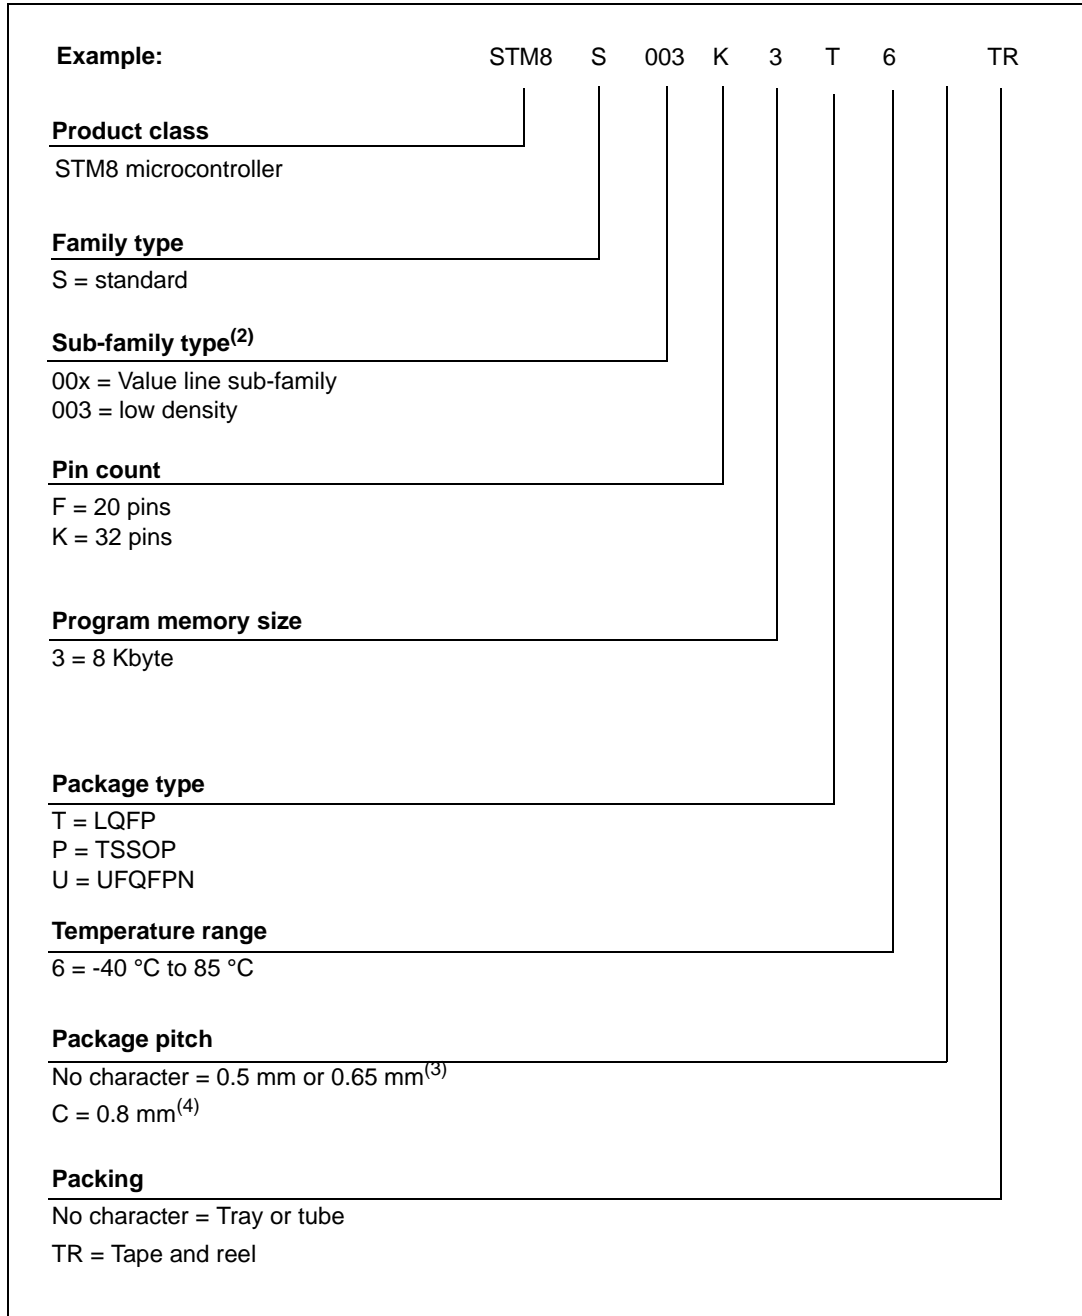 Example: STM8 S 003 K 3 T 6 TR
Product class
STM8 microcontroller
Family type
S = standard
Sub-family type(2)
00x = Value line sub-family
003 = low density
Pin count
F = 20 pins
K = 32 pins
Program memory size
3 = 8 Kbyte
Package type
T = LQFP
P = TSSOP
U = UFQFPN
Temperature range
6 = -40 °C to 85 °C
Package pitch
No character = 0.5 mm or 0.65 mm(3)
C = 0.8 mm(4)
Packing
No character = Tray or tube
TR = Tape and reel